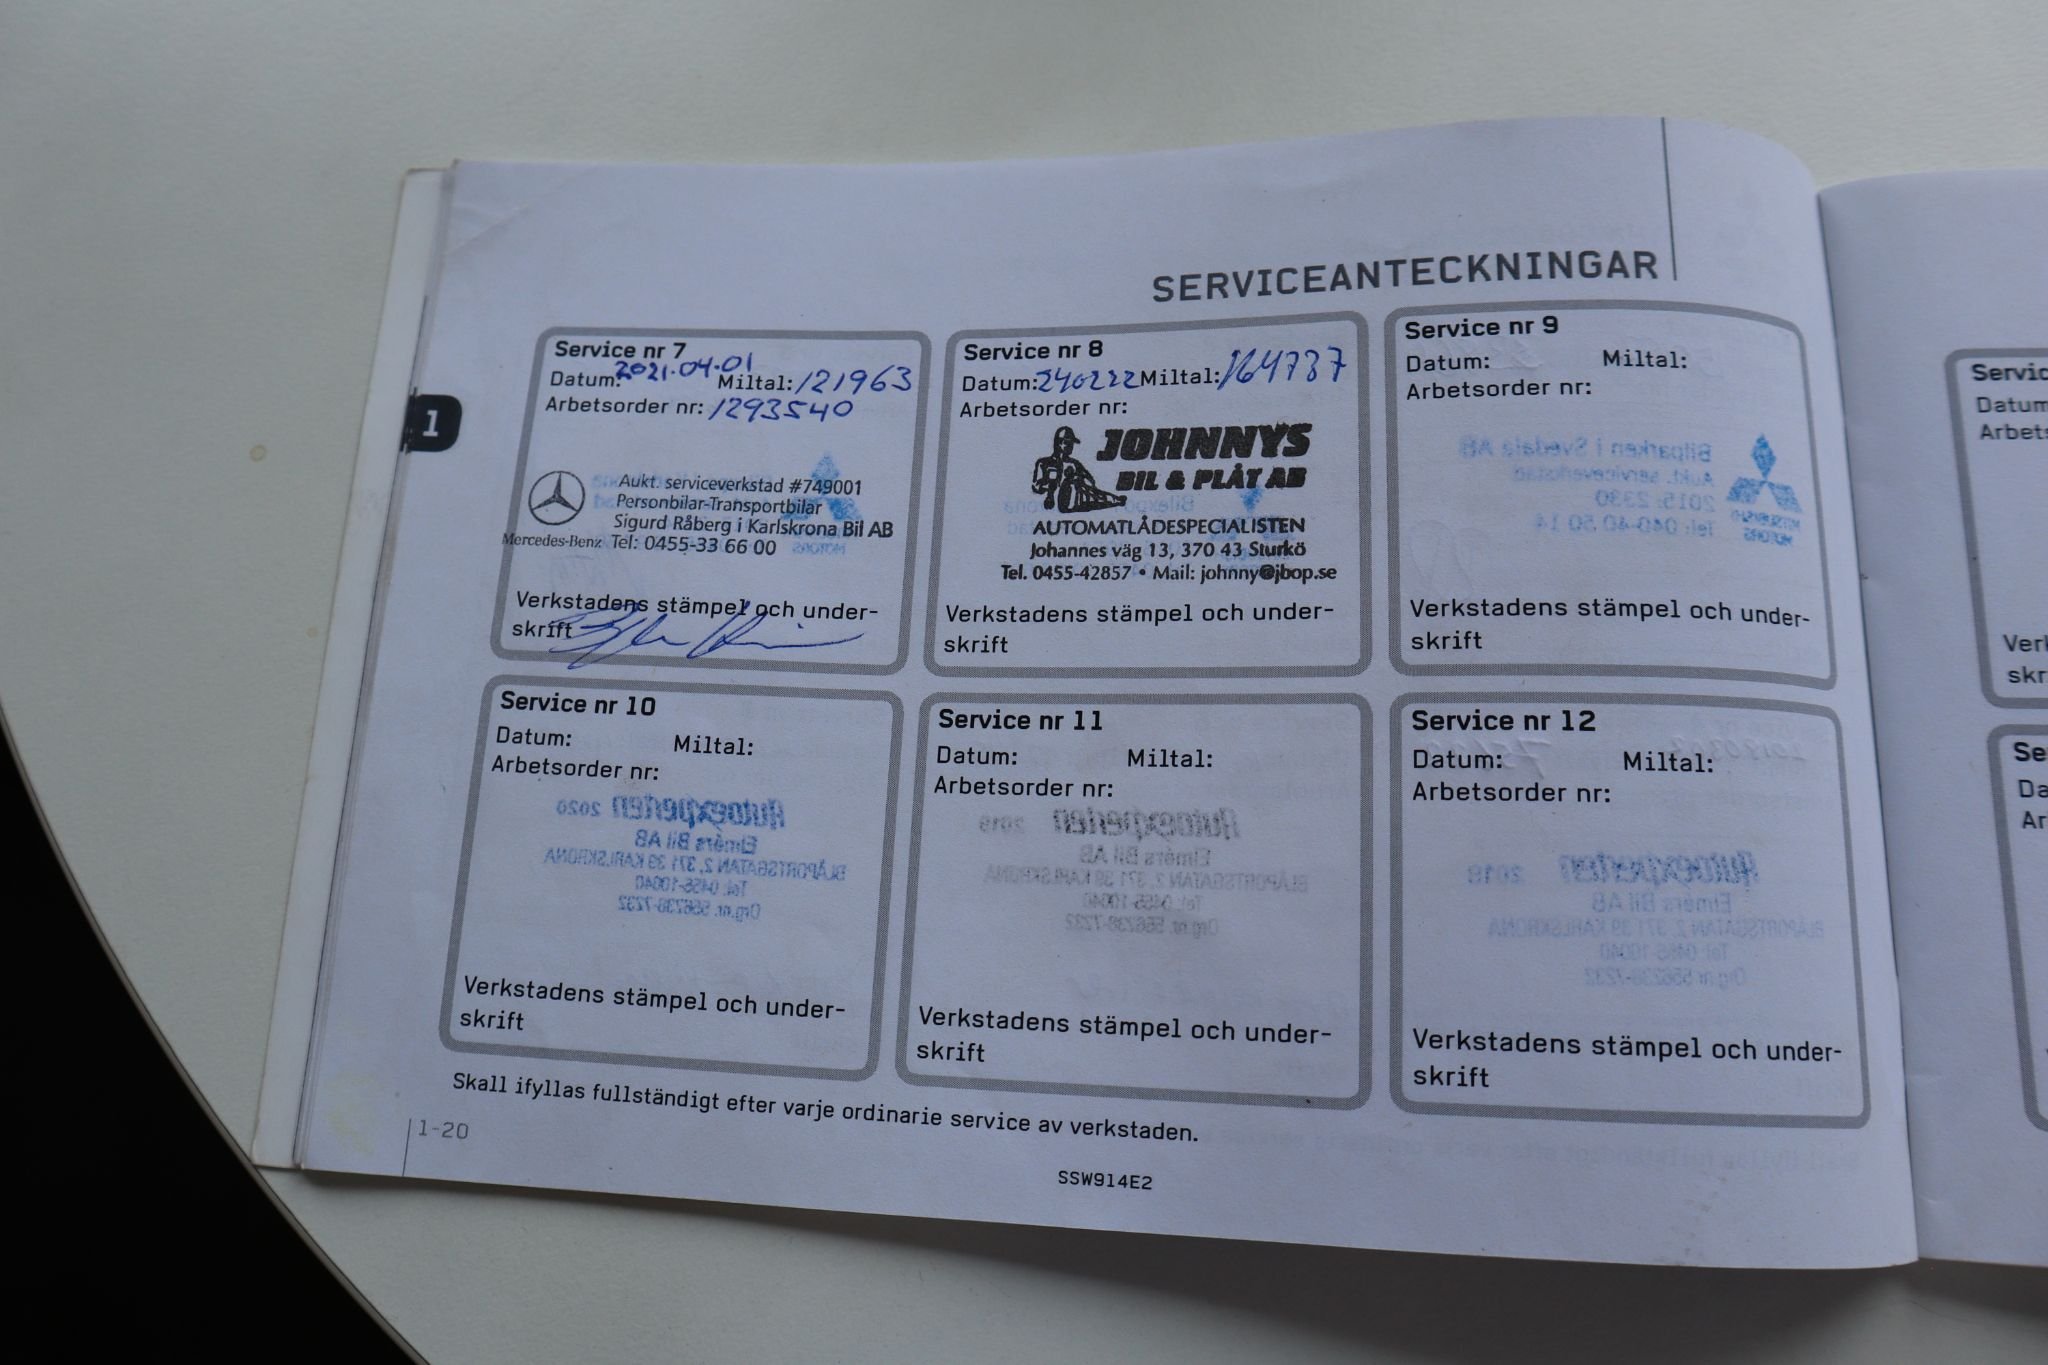 SERVICEANTECKNINGAR
1
Service nr 7
Datum: 2021.04.01 Miltal: 121963
Arbetsorder nr: 1293540
Aukt. serviceverkstad #749001
Personbilar-Transportbilar
Sigurd Råberg i Karlskrona Bil AB
Mercedes-Benz Tel: 0455-33 66 00
Verkstadens stämpel och under-
skrift
Service nr 8
Datum: 240222 Miltal: 164737
Arbetsorder nr:
JOHNNYS
BIL & PLÅT AB
AUTOMATLÅDESPECIALISTEN
Johannes väg 13, 370 43 Sturkö
Tel. 0455-42857 • Mail: johnny@jbop.se
Verkstadens stämpel och under-
skrift
Service nr 9
Datum: Miltal:
Arbetsorder nr:
Verkstadens stämpel och under-
skrift
Service nr 10
Datum: Miltal:
Arbetsorder nr:
Verkstadens stämpel och under-
skrift
Service nr 11
Datum: Miltal:
Arbetsorder nr:
Verkstadens stämpel och under-
skrift
Service nr 12
Datum: Miltal:
Arbetsorder nr:
Verkstadens stämpel och under-
skrift
Skall ifyllas fullständigt efter varje ordinarie service av verkstaden.
1-20
SSW914E2